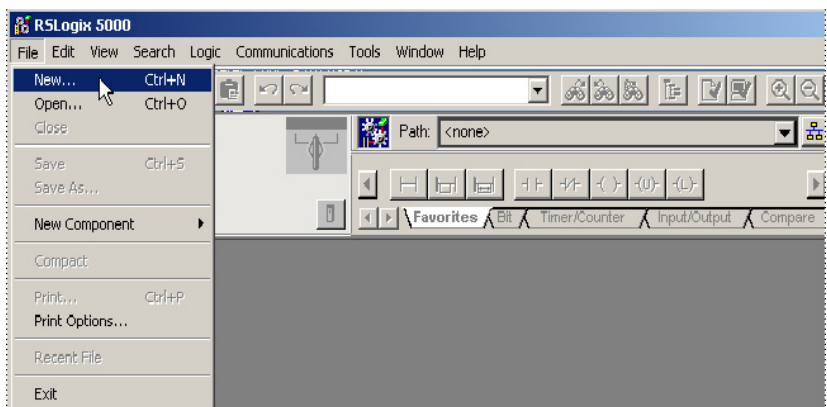 RSLogix 5000
File Edit View Search Logic Communications Tools Window Help
New... Ctrl+N
Open... Ctrl+O
Close
Save Ctrl+S
Save As...
New Component
Compact
Print... Ctrl+P
Print Options...
Recent File
Exit
Path: <none>
(U) (L)
Favorites Bit Timer/Counter Input/Output Compare